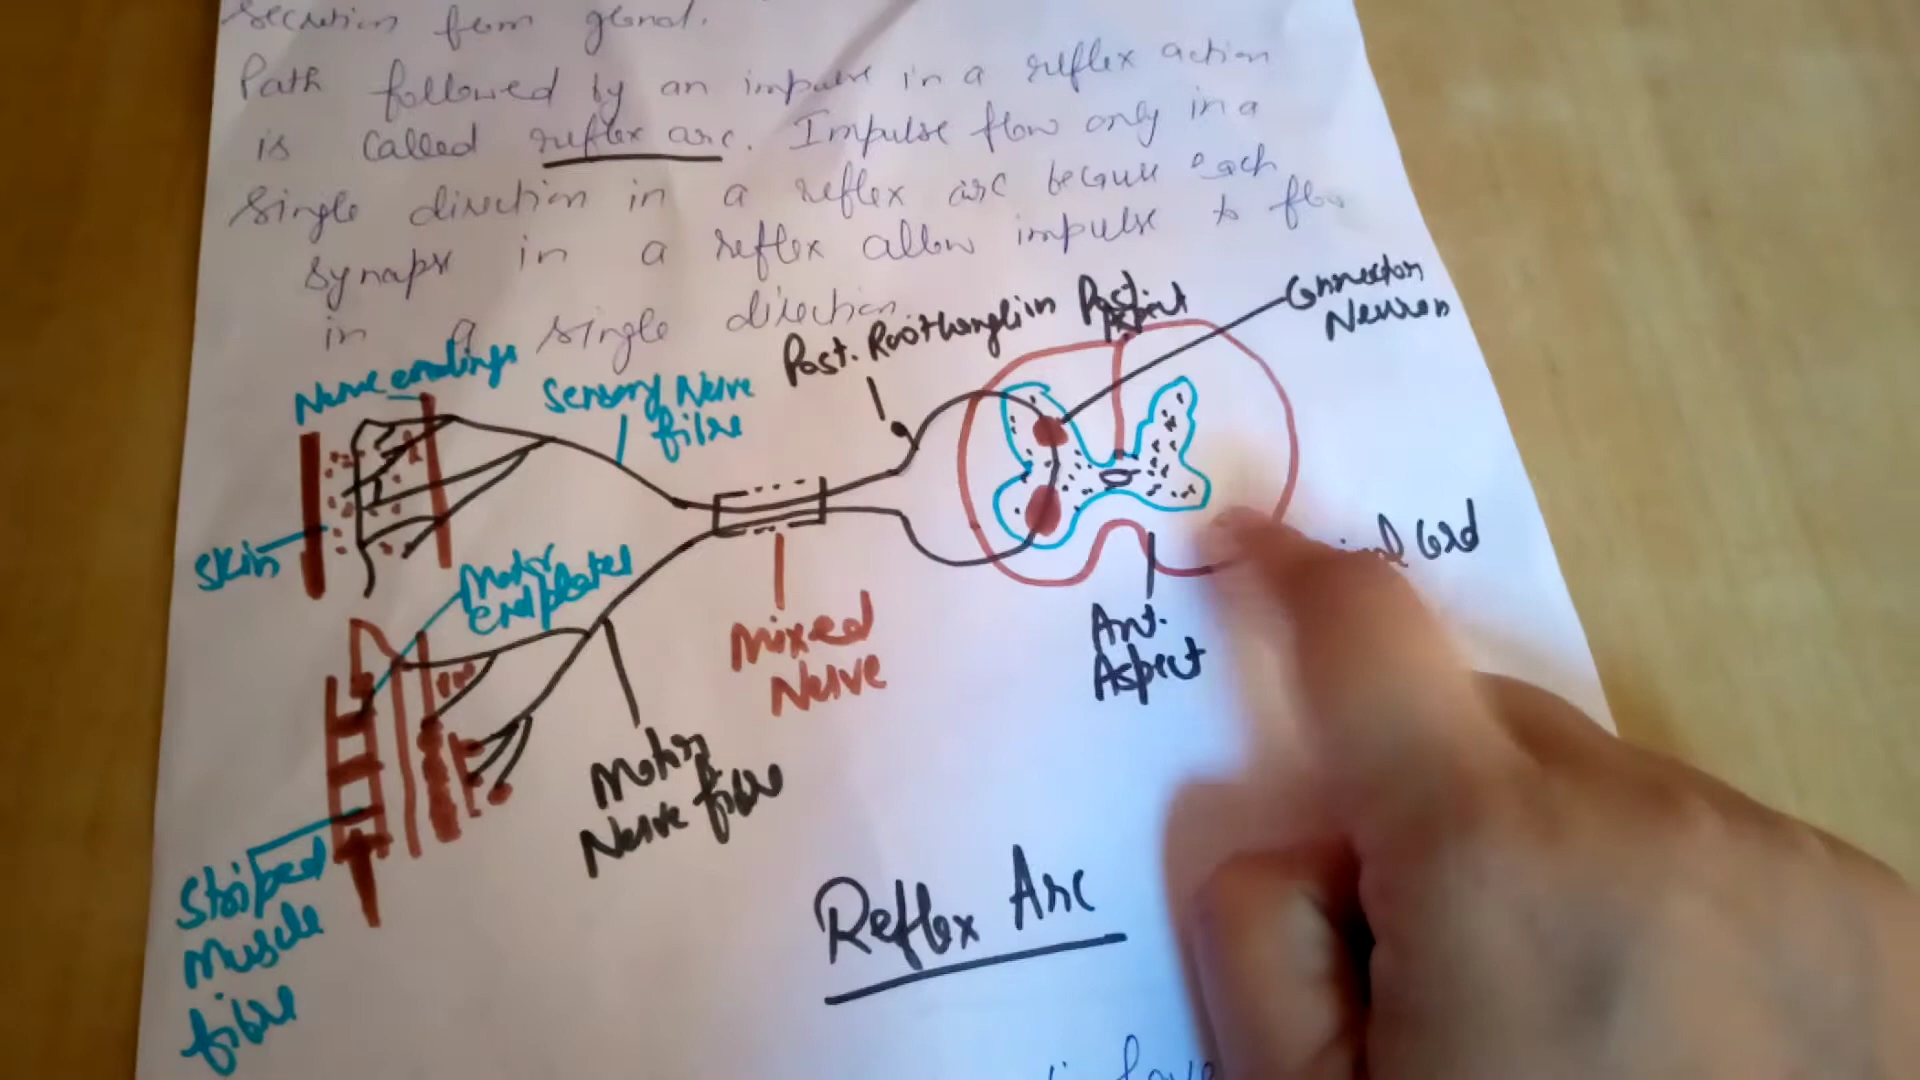 secretion from gland.
Path followed by an impulse in a reflex action
is called reflex arc. Impulse flow only in a
single direction in a reflex arc because each
synapse in a reflex allow impulse to flow
in a single direction.
Connector
Neuron
Post.
Aspect
Post. Root Ganglion
Nerve endings
Sensory Nerve
fibre
Skin
Motor
end plates
Cord
Mixed
Nerve
Ant.
Aspect
Motor
Nerve fibre
Striped
Muscle
fibre
Reflex Arc